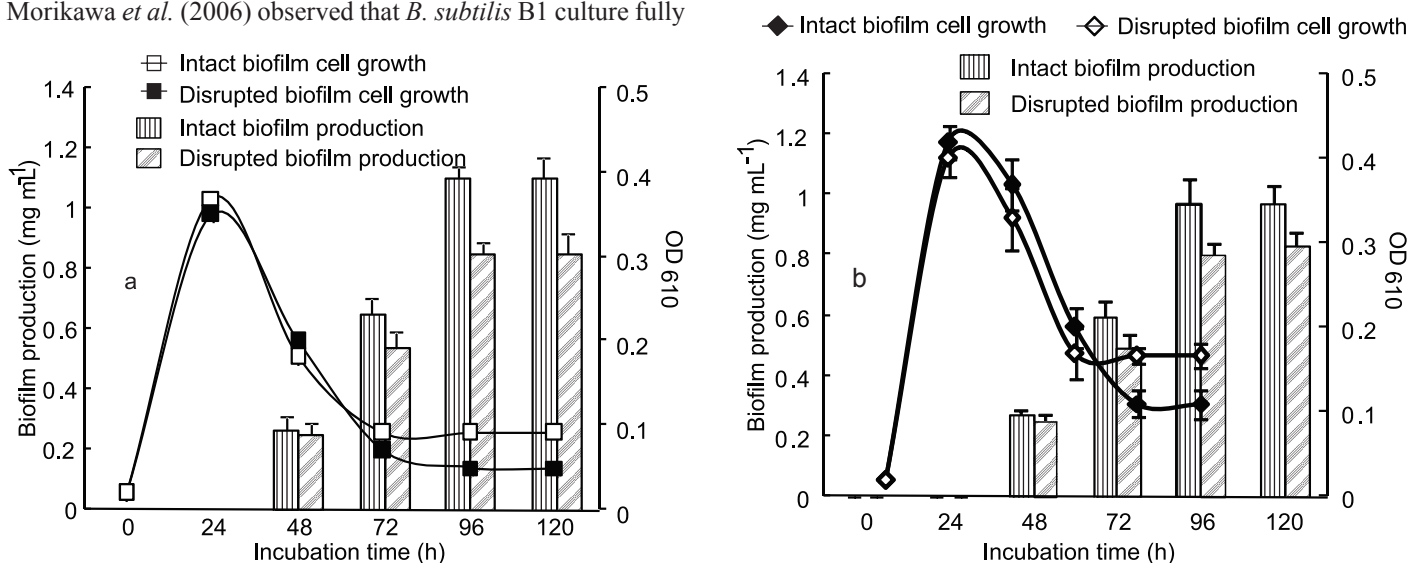 Morikawa et al. (2006) observed that B. subtilis B1 culture fully
Intact biofilm cell growth
Disrupted biofilm cell growth
Intact biofilm production
Disrupted biofilm production
1.4
1.2
1
0.8
0.6
0.4
0.2
0
Biofilm production (mg mL1)
a
0.5
0.4
0.3
0.2
0.1
0
OD 610
0 24 48 72 96 120
Incubation time (h)
Intact biofilm cell growth Disrupted biofilm cell growth
Intact biofilm production
Disrupted biofilm production
1.4
1.2
1
0.8
0.6
0.4
0.2
0
Biofilm production (mg mL⁻¹)
b
0.5
0.4
0.3
0.2
0.1
0
OD 610
0 24 48 72 96 120
Incubation time (h)